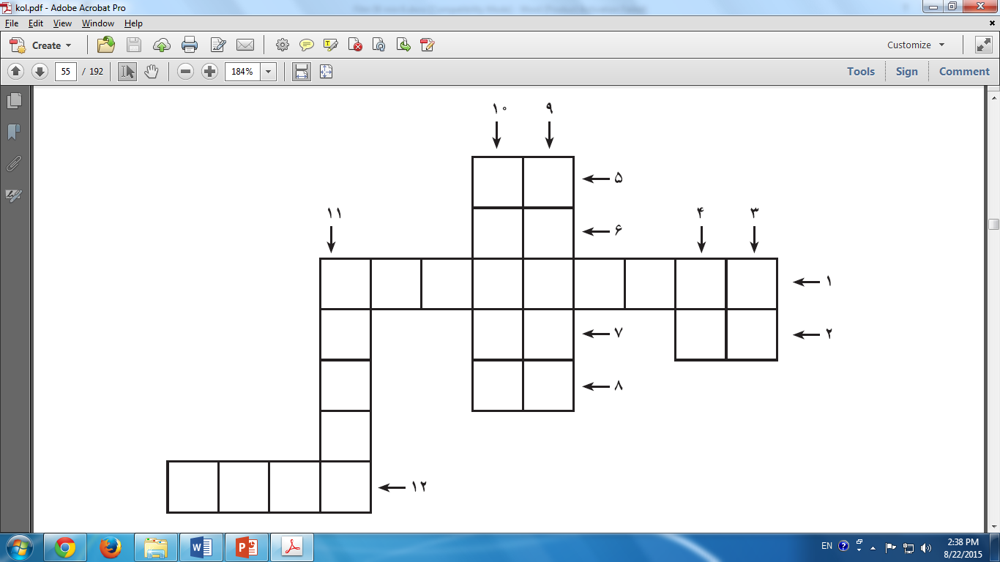 kol.pdf - Adobe Acrobat Pro
File Edit View Window Help
Create Customize
55 / 192 184% Tools Sign Comment
۱۰ ۹
۵
۱۱ ۶ ۴ ۳
۱
۷ ۲
۸
۱۲
EN 2:38 PM
8/22/2015